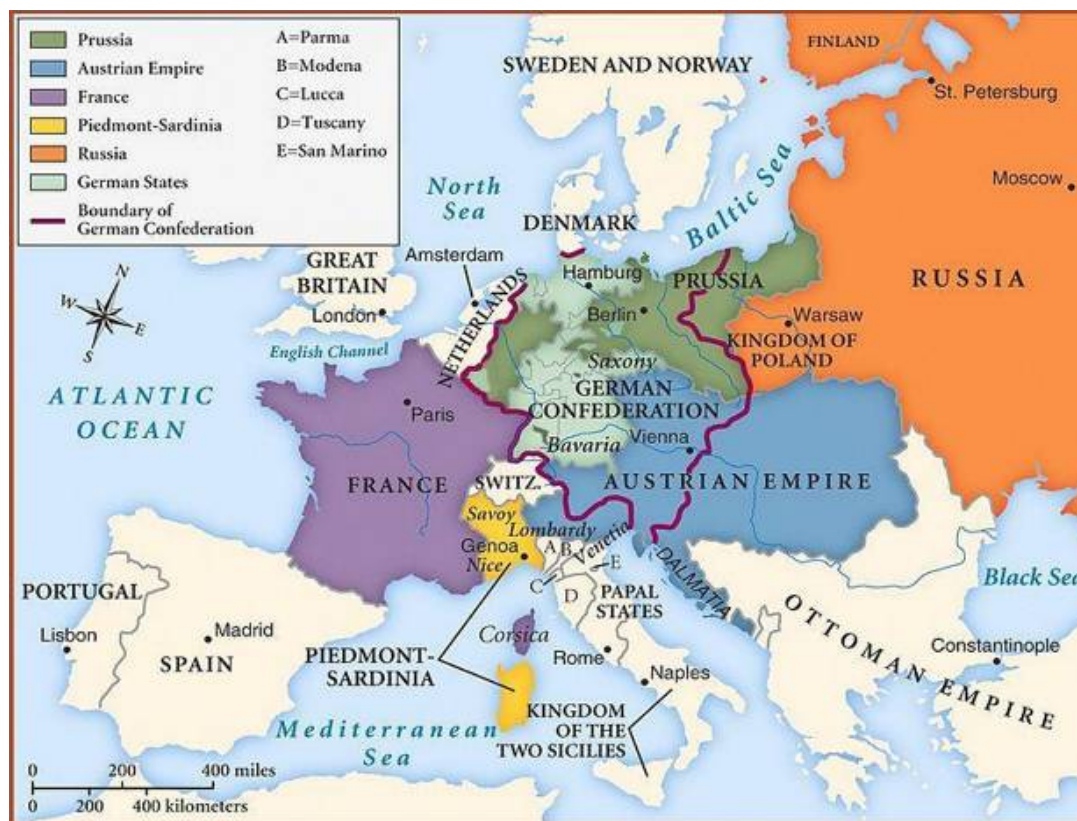 Prussia
Austrian Empire
France
Piedmont-Sardinia
Russia
German States
Boundary of
German Confederation
A=Parma
B=Modena
C=Lucca
D=Tuscany
E=San Marino
SWEDEN AND NORWAY
FINLAND
St. Petersburg
Moscow
North
Sea
Baltic Sea
DENMARK
Amsterdam
Hamburg
PRUSSIA
RUSSIA
GREAT
BRITAIN
London
NETHERLANDS
Berlin
Warsaw
KINGDOM OF
POLAND
N
W
E
S
English Channel
Saxony
GERMAN
CONFEDERATION
ATLANTIC
OCEAN
Paris
Bavaria
Vienna
FRANCE
SWITZ.
AUSTRIAN EMPIRE
Savoy
Lombardy
Venetia
Genoa
Nice
A
B
C
D
E
DALMATIA
Black Sea
PORTUGAL
Lisbon
Madrid
SPAIN
PAPAL
STATES
Corsica
Rome
PIEDMONT-
SARDINIA
Naples
OTTOMAN EMPIRE
Constantinople
KINGDOM
OF THE
TWO SICILIES
Mediterranean
Sea
0 200 400 miles
0 200 400 kilometers